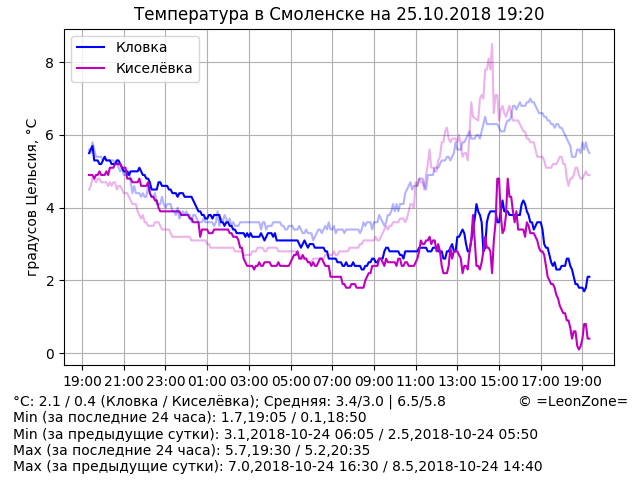 Температура в Смоленске на 25.10.2018 19:20
Кловка
Киселёвка
градусов Цельсия, °C
8
6
4
2
0
19:00 21:00 23:00 01:00 03:00 05:00 07:00 09:00 11:00 13:00 15:00 17:00 19:00
°C: 2.1 / 0.4 (Кловка / Киселёвка); Средняя: 3.4/3.0 | 6.5/5.8 © =LeonZone=
Min (за последние 24 часа): 1.7,19:05 / 0.1,18:50
Min (за предыдущие сутки): 3.1,2018-10-24 06:05 / 2.5,2018-10-24 05:50
Max (за последние 24 часа): 5.7,19:30 / 5.2,20:35
Max (за предыдущие сутки): 7.0,2018-10-24 16:30 / 8.5,2018-10-24 14:40